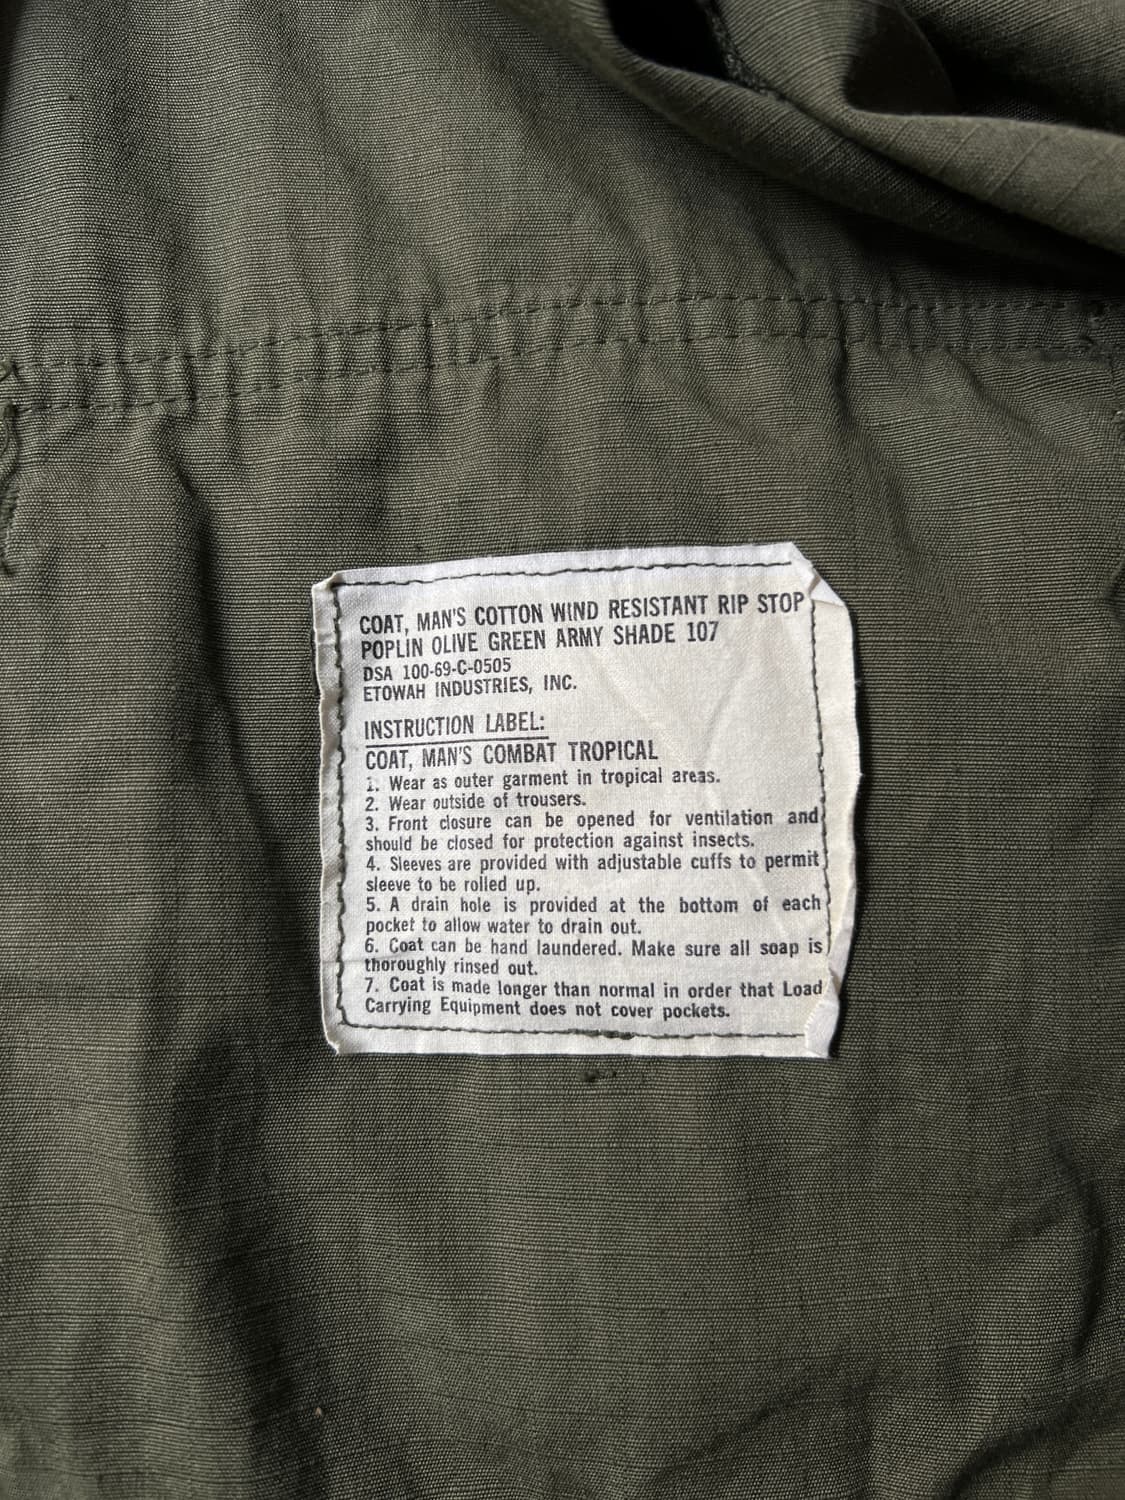 COAT, MAN'S COTTON WIND RESISTANT RIP STOP
POPLIN OLIVE GREEN ARMY SHADE 107
DSA 100-69-C-0505
ETOWAH INDUSTRIES, INC.
INSTRUCTION LABEL:
COAT, MAN'S COMBAT TROPICAL
1. Wear as outer garment in tropical areas.
2. Wear outside of trousers.
3. Front closure can be opened for ventilation and
should be closed for protection against insects.
4. Sleeves are provided with adjustable cuffs to permit
sleeve to be rolled up.
5. A drain hole is provided at the bottom of each
pocket to allow water to drain out.
6. Coat can be hand laundered. Make sure all soap is
thoroughly rinsed out.
7. Coat is made longer than normal in order that Load
Carrying Equipment does not cover pockets.